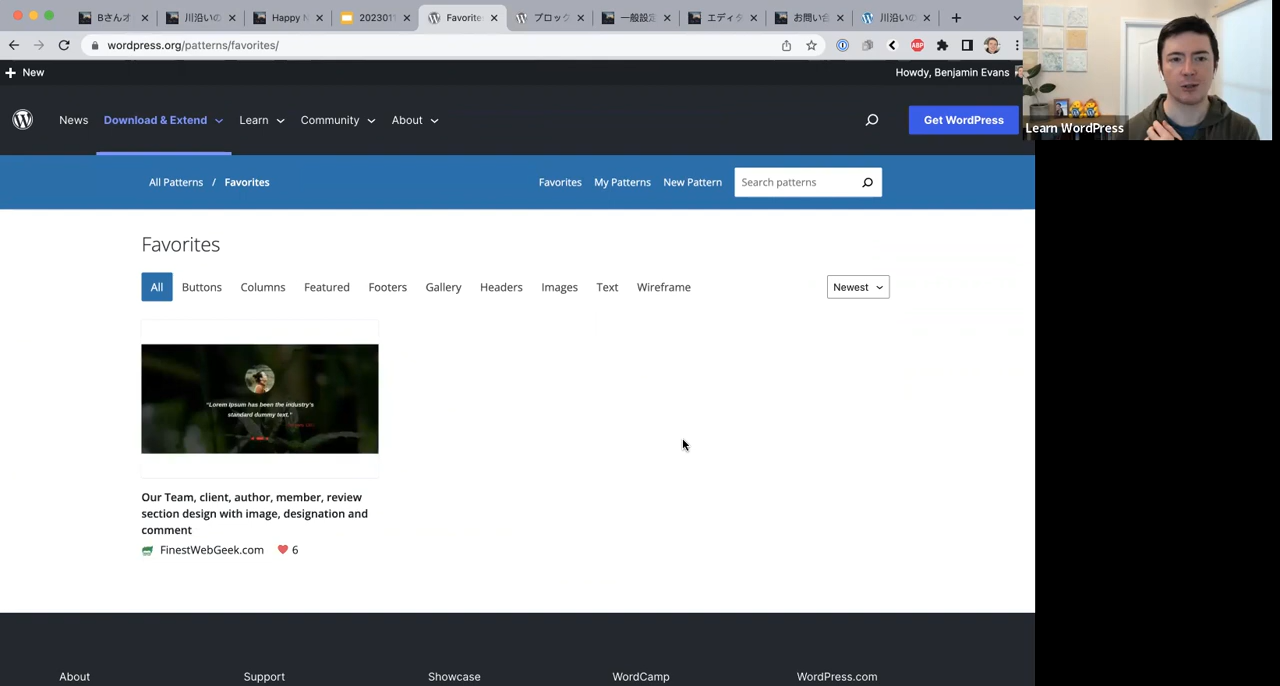 Bさんオ
川沿いの
Happy N
2023011
Favorite
ブロック
一般設定
エディタ
お問い合
川沿いの
wordpress.org/patterns/favorites/
ABP
New
Howdy, Benjamin Evans
News
Download & Extend
Learn
Community
About
Get WordPress
Learn WordPress
All Patterns / Favorites
Favorites
My Patterns
New Pattern
Search patterns
Favorites
All
Buttons
Columns
Featured
Footers
Gallery
Headers
Images
Text
Wireframe
Newest
"Lorem Ipsum has been the industry's
standard dummy text."
Our Team, client, author, member, review
section design with image, designation and
comment
FinestWebGeek.com
6
About
Support
Showcase
WordCamp
WordPress.com